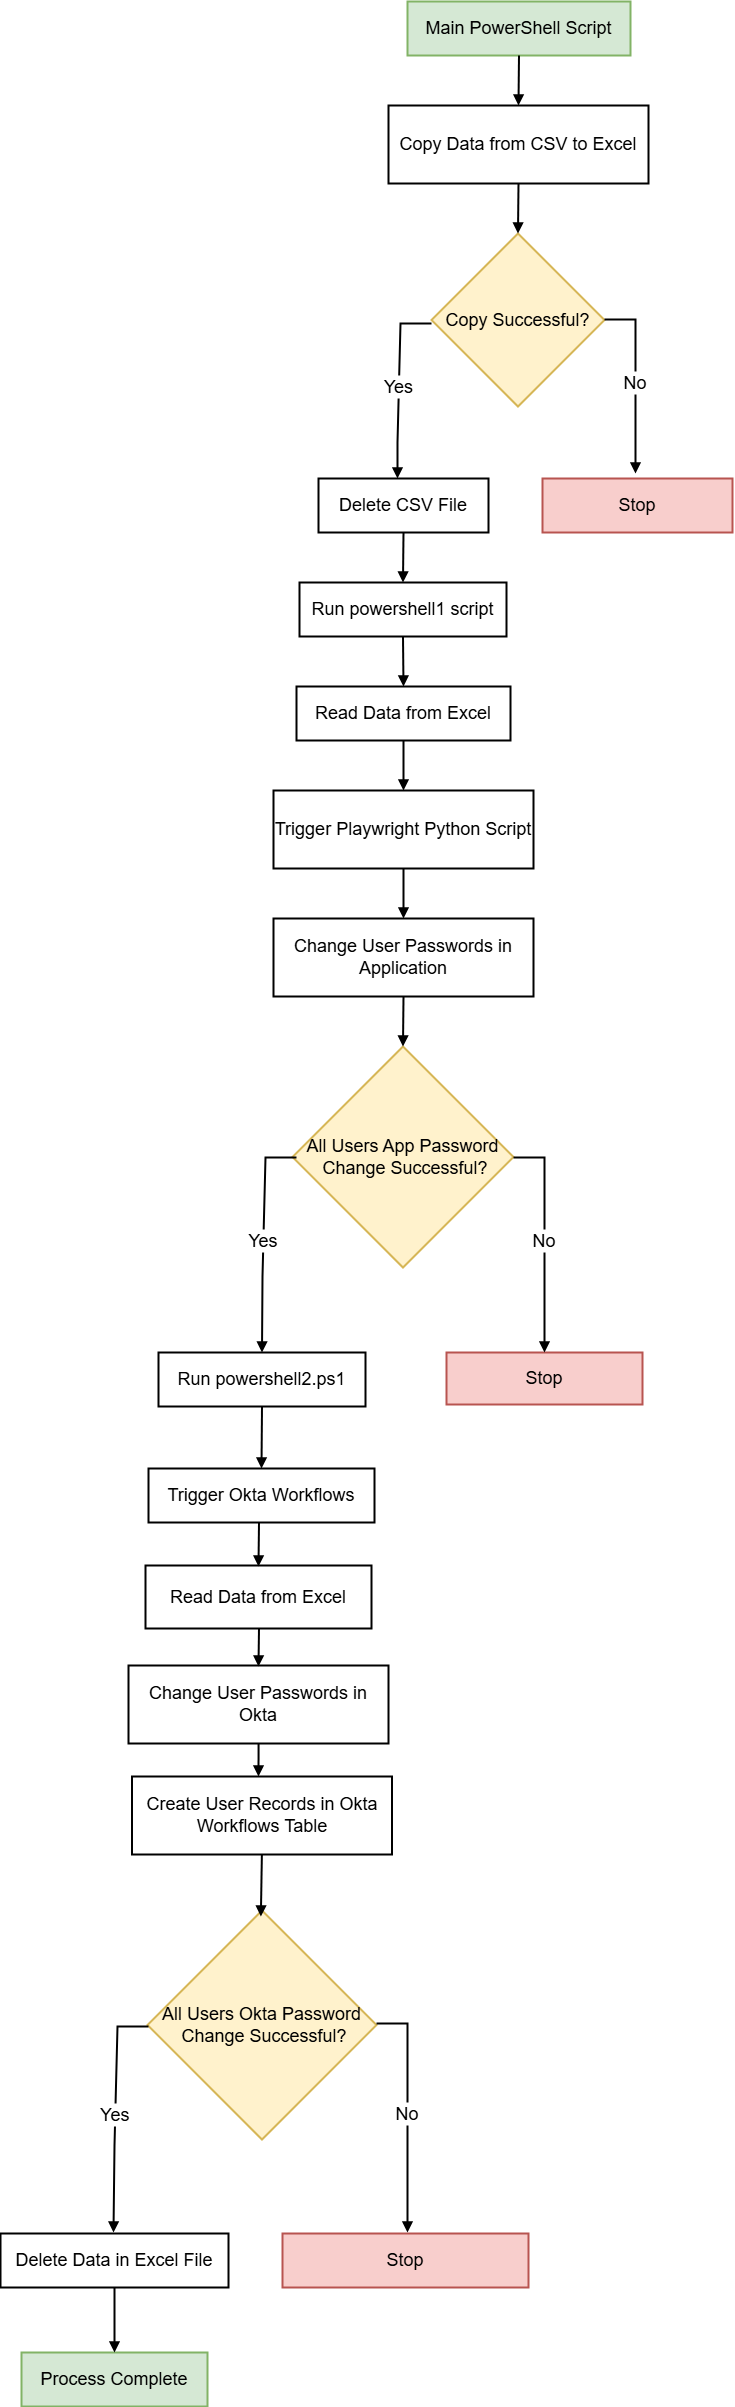 Main PowerShell Script
Copy Data from CSV to Excel
Copy Successful?
Yes
No
Delete CSV File
Stop
Run powershell1 script
Read Data from Excel
Trigger Playwright Python Script
Change User Passwords in
Application
All Users App Password
Change Successful?
Yes
No
Run powershell2.ps1
Stop
Trigger Okta Workflows
Read Data from Excel
Change User Passwords in
Okta
Create User Records in Okta
Workflows Table
All Users Okta Password
Change Successful?
Yes
No
Delete Data in Excel File
Stop
Process Complete